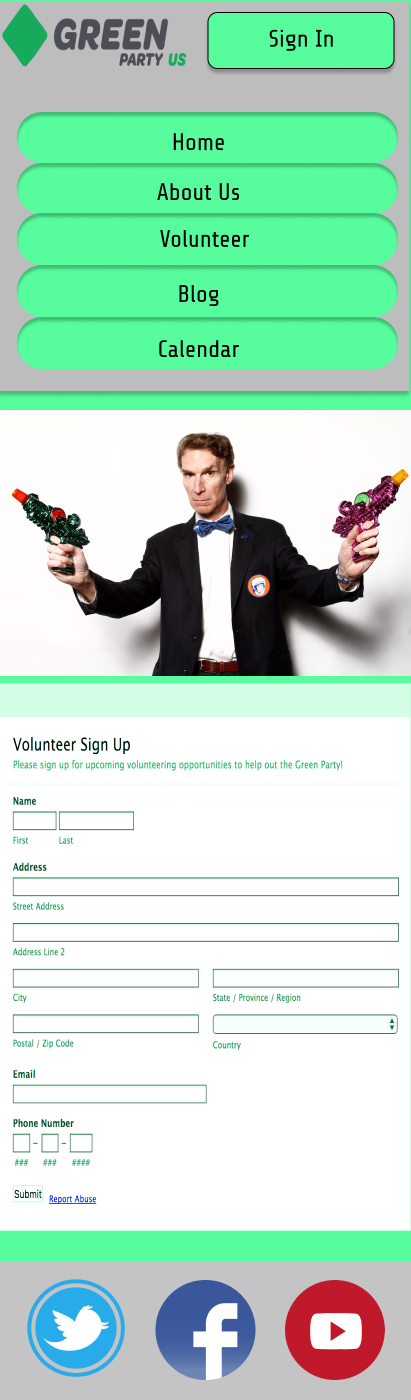 GREEN
PARTY US
Sign In
Home
About Us
Volunteer
Blog
Calendar
Volunteer Sign Up
Please sign up for upcoming volunteering opportunities to help out the Green Party!
Name
First Last
Address
Street Address
Address Line 2
City State / Province / Region
Postal / Zip Code Country
Email
Phone Number
- -
### ### ####
Submit Report Abuse
f